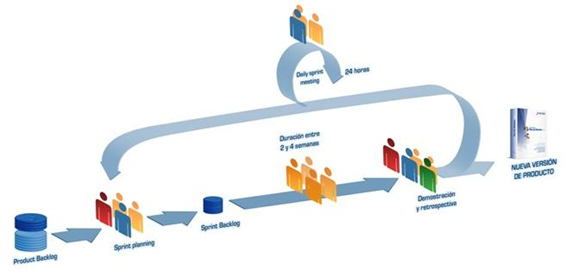 Daily sprint
meeting
24 horas
Duración entre
2 y 4 semanas
NUEVA VERSIÓN
DE PRODUCTO
Demostración
y retrospectiva
Sprint Backlog
Sprint planning
Product Backlog